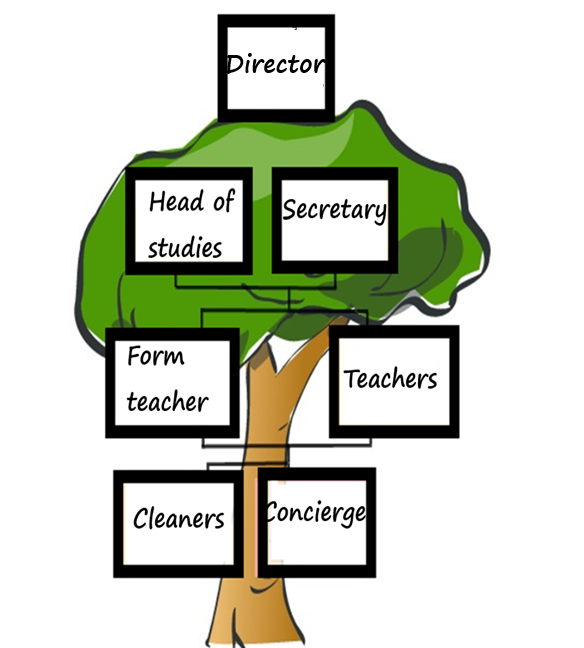 Director
Head of
studies
Secretary
Form
teacher
Teachers
Cleaners
Concierge